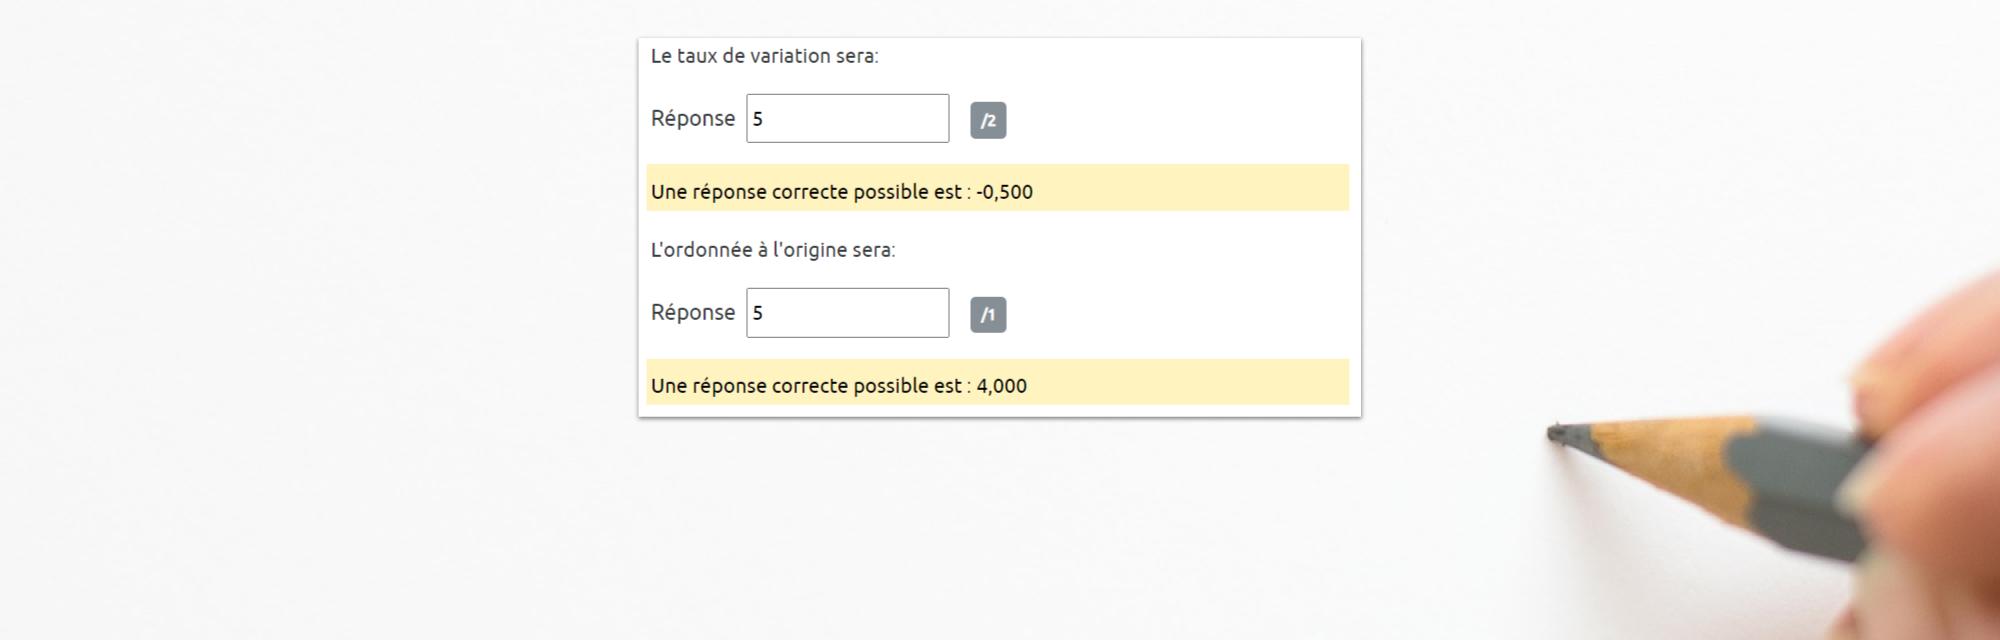 Le taux de variation sera:
Réponse 5 /2
Une réponse correcte possible est : -0,500
L'ordonnée à l'origine sera:
Réponse 5 /1
Une réponse correcte possible est : 4,000